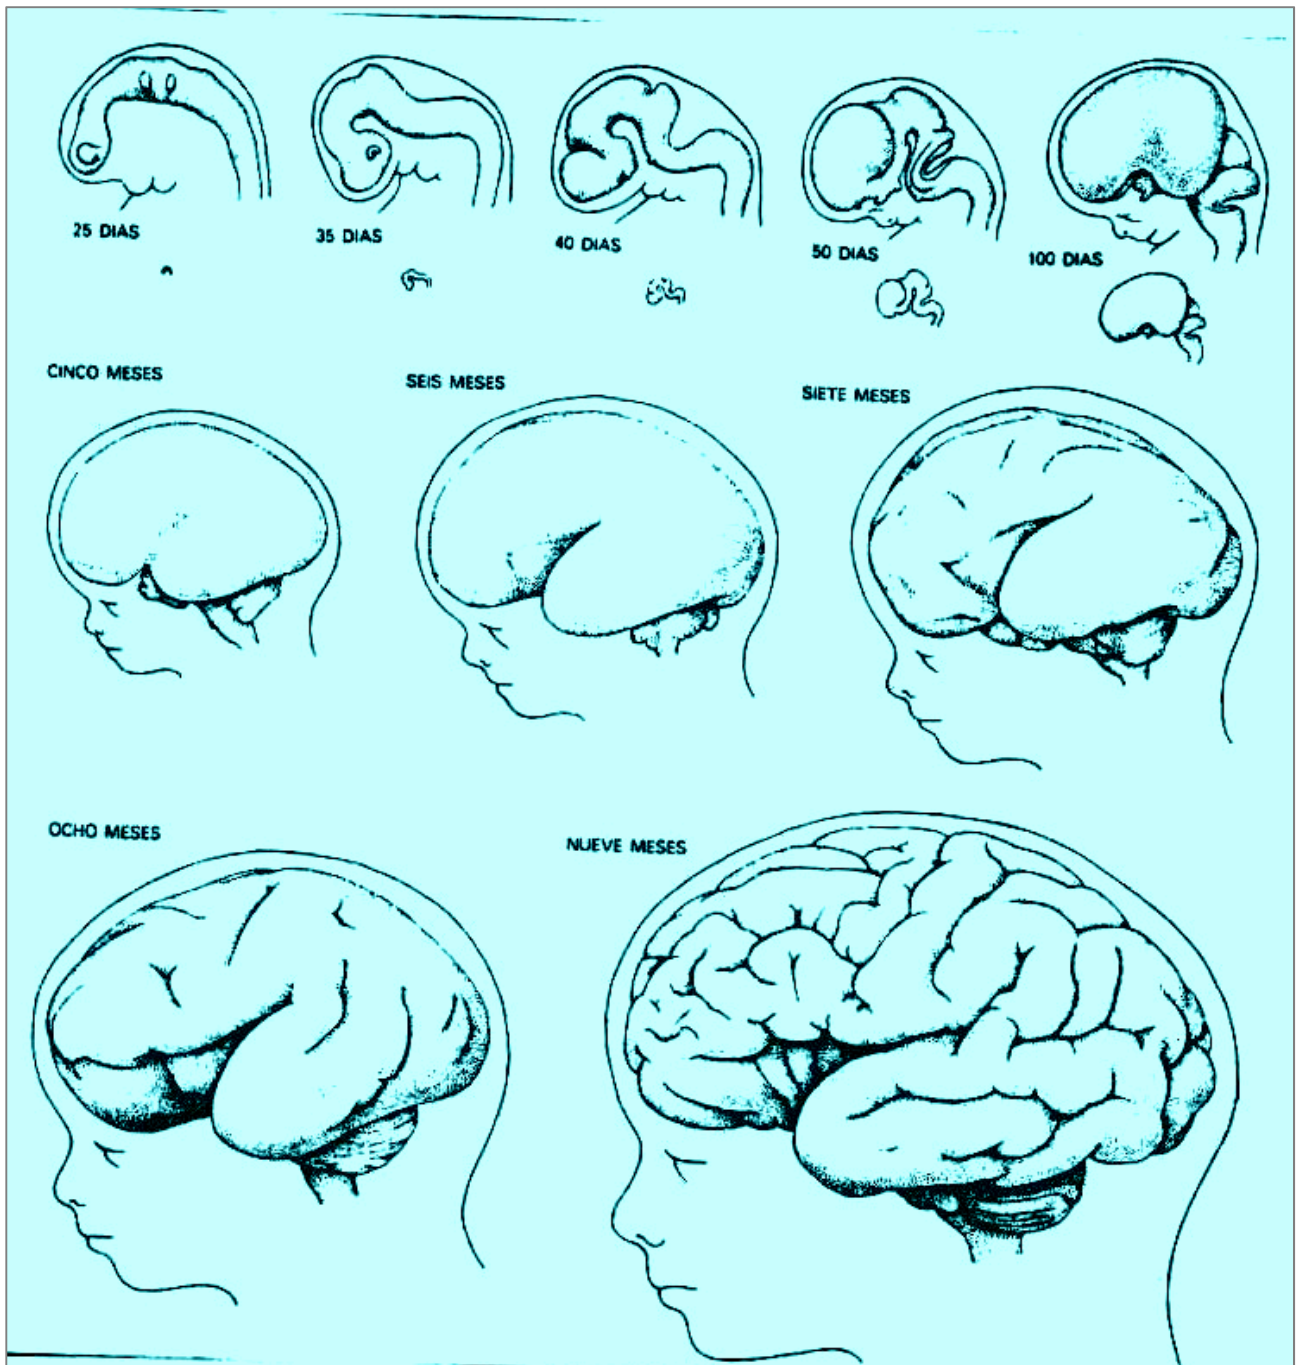 25 DIAS
35 DIAS
40 DIAS
50 DIAS
100 DIAS
CINCO MESES
SEIS MESES
SIETE MESES
OCHO MESES
NUEVE MESES